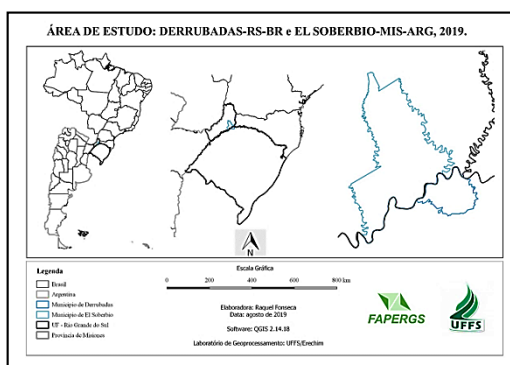 ÁREA DE ESTUDO: DERRUBADAS-RS-BR e EL SOBERBIO-MIS-ARG, 2019.
N
Legenda
Brasil
Argentina
Município de Derrubadas
Município de El Soberbio
UF - Rio Grande do Sul
Província de Misiones
Escala Gráfica
0 200 400 600 800 km
Elaboradora: Raquel Fonseca
Data: agosto de 2019
Software: QGIS 2.14.18
Laboratório de Geoprocessamento: UFFS/Erechim
FAPERGS
UFFS